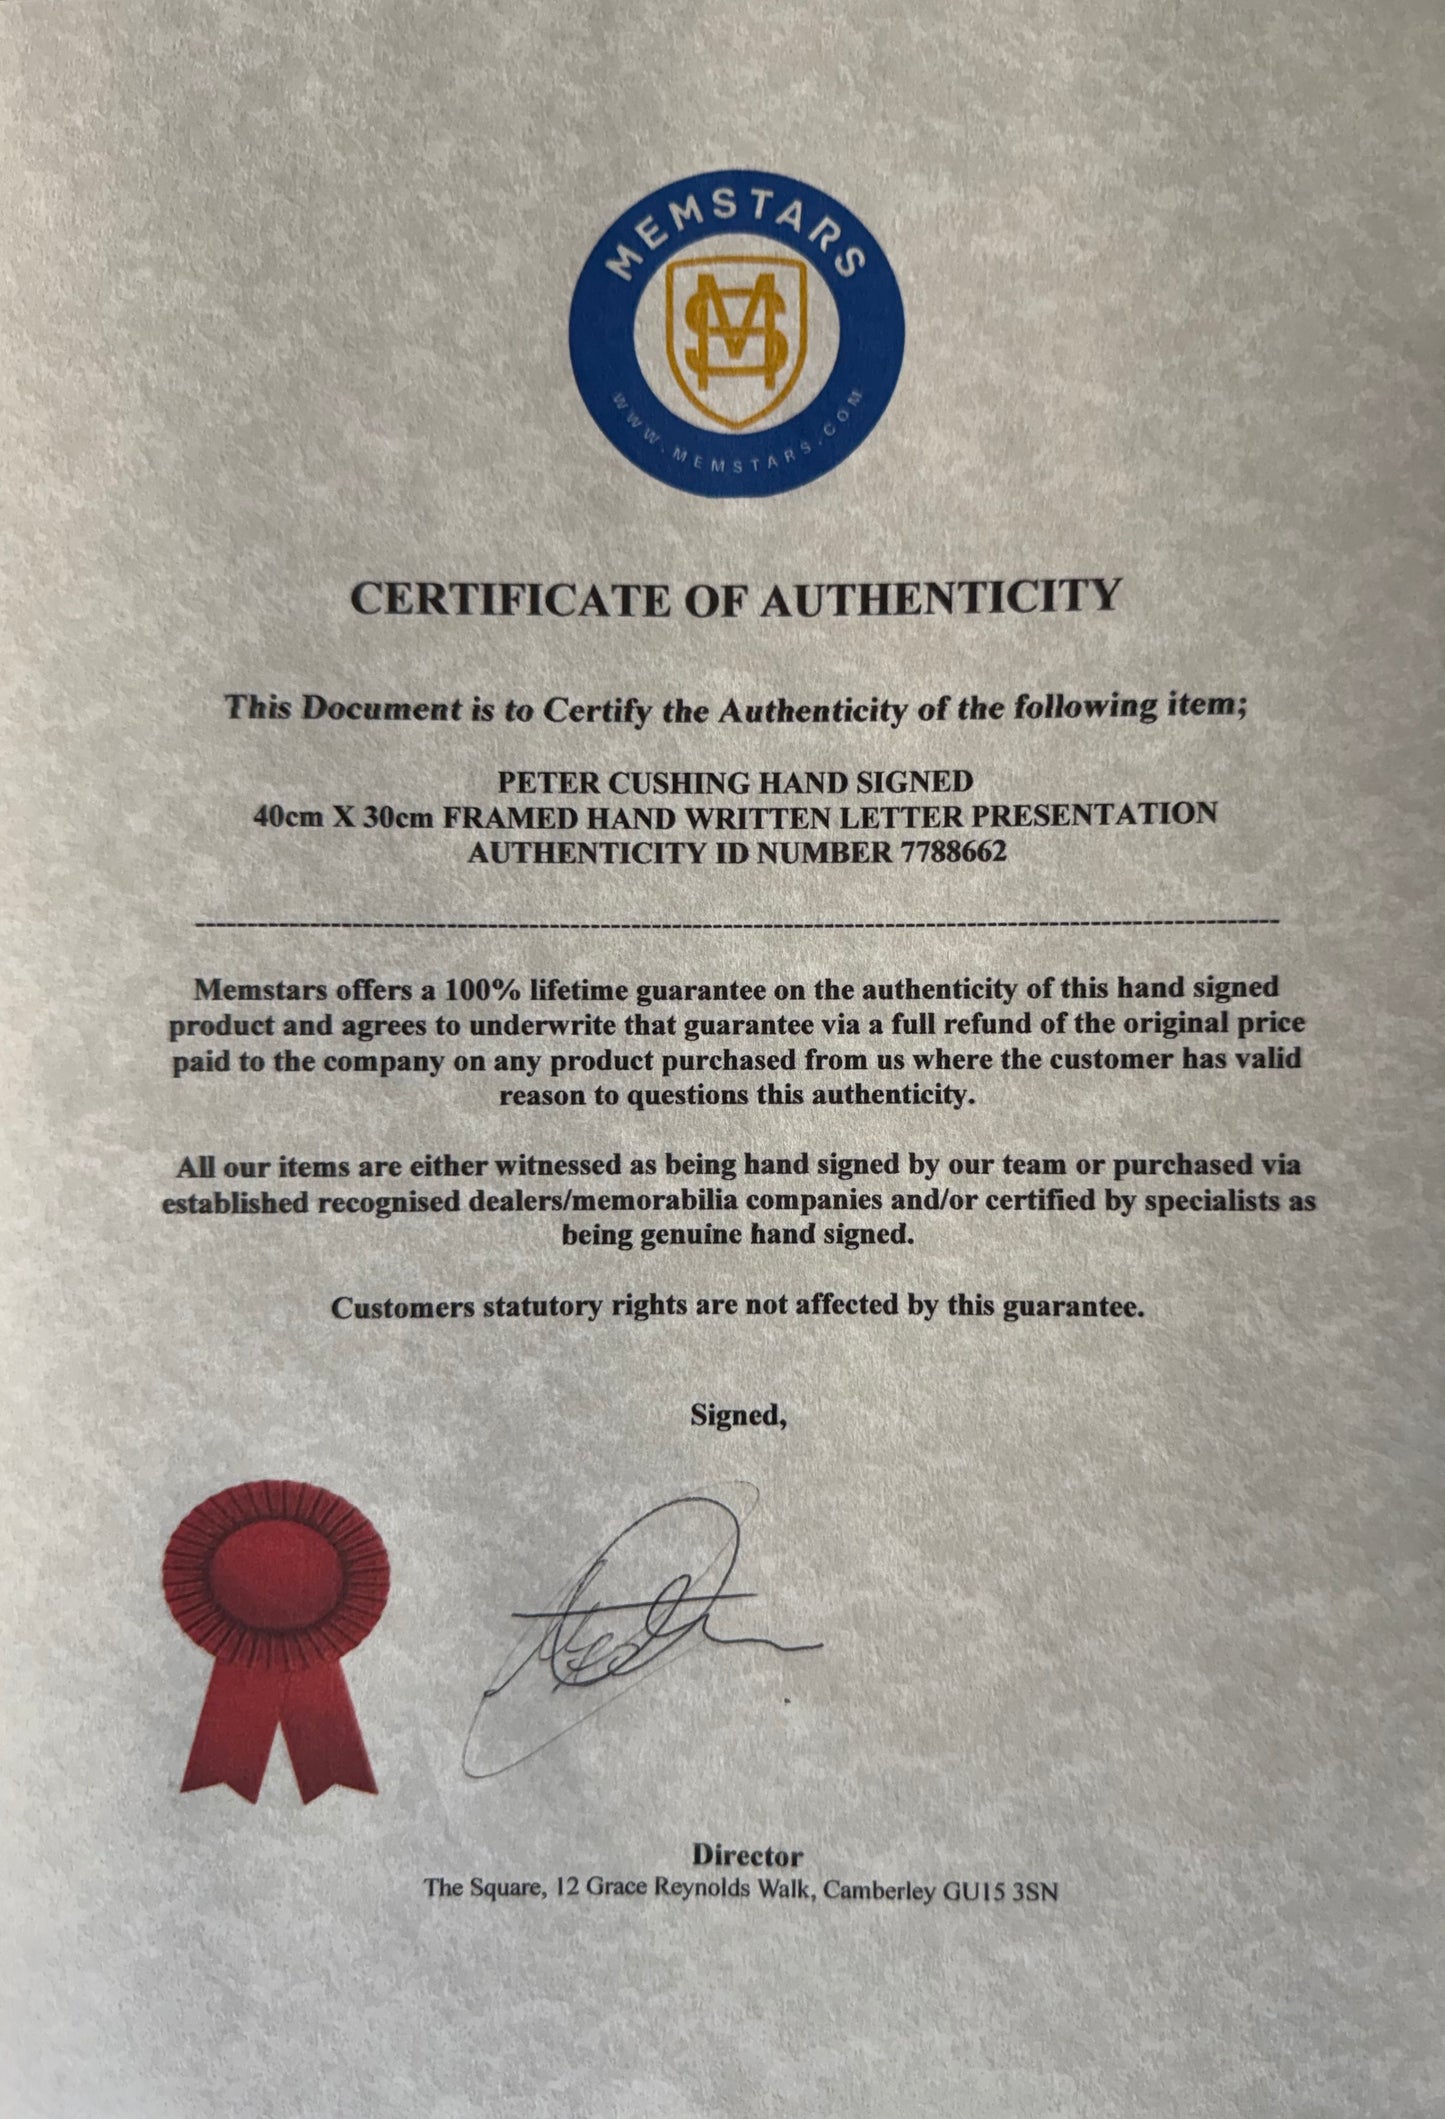 MEMSTARS
MS
WWW.MEMSTARS.COM
CERTIFICATE OF AUTHENTICITY
This Document is to Certify the Authenticity of the following item;
PETER CUSHING HAND SIGNED
40cm X 30cm FRAMED HAND WRITTEN LETTER PRESENTATION
AUTHENTICITY ID NUMBER 7788662
Memstars offers a 100% lifetime guarantee on the authenticity of this hand signed
product and agrees to underwrite that guarantee via a full refund of the original price
paid to the company on any product purchased from us where the customer has valid
reason to questions this authenticity.
All our items are either witnessed as being hand signed by our team or purchased via
established recognised dealers/memorabilia companies and/or certified by specialists as
being genuine hand signed.
Customers statutory rights are not affected by this guarantee.
Signed,
Director
The Square, 12 Grace Reynolds Walk, Camberley GU15 3SN